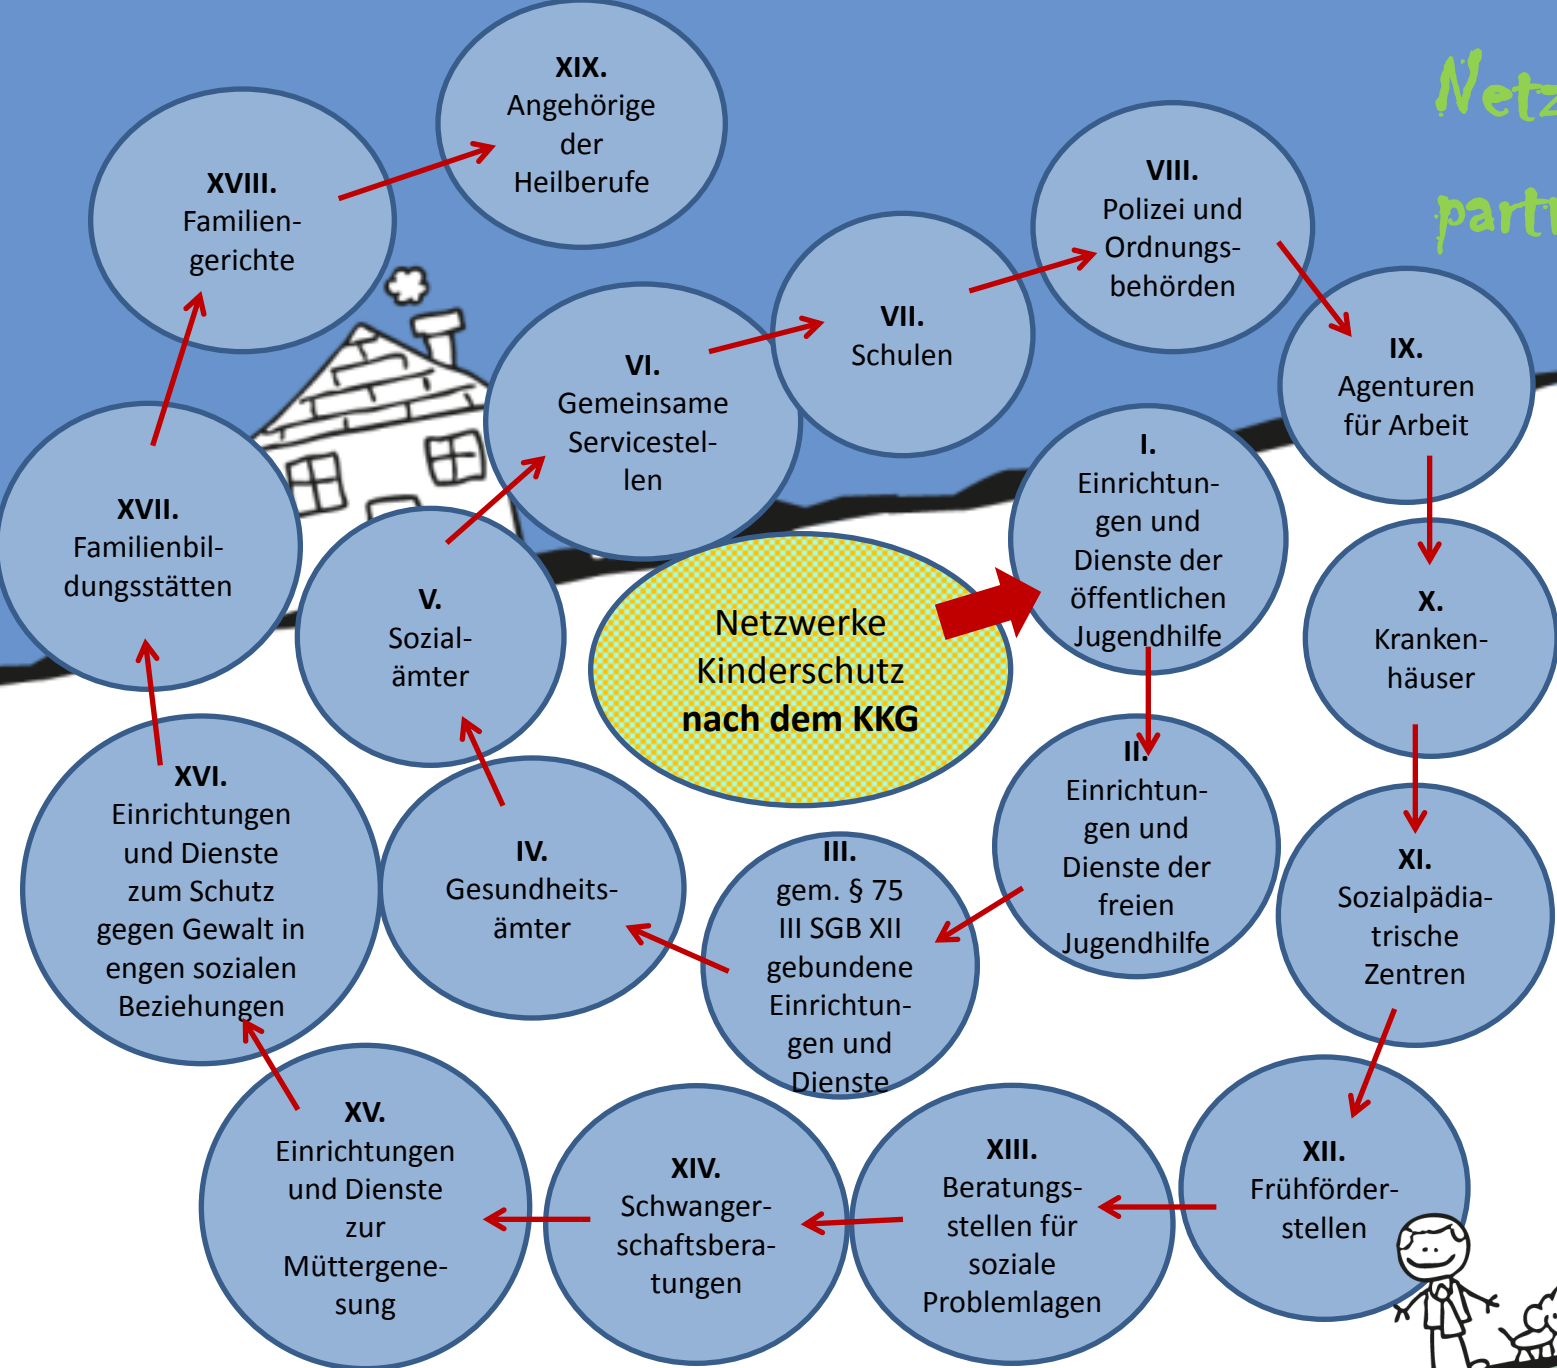 Netz
part
XIX.
Angehörige
der
Heilberufe
XVIII.
Familien-
gerichte
VIII.
Polizei und
Ordnungs-
behörden
VII.
Schulen
VI.
Gemeinsame
Servicestel-
len
IX.
Agenturen
für Arbeit
I.
Einrichtun-
gen und
Dienste der
öffentlichen
Jugendhilfe
XVII.
Familienbil-
dungsstätten
V.
Sozial-
ämter
Netzwerke
Kinderschutz
nach dem KKG
X.
Kranken-
häuser
II.
Einrichtun-
gen und
Dienste der
freien
Jugendhilfe
XVI.
Einrichtungen
und Dienste
zum Schutz
gegen Gewalt in
engen sozialen
Beziehungen
IV.
Gesundheits-
ämter
III.
gem. § 75
III SGB XII
gebundene
Einrichtun-
gen und
Dienste
XI.
Sozialpädia-
trische
Zentren
XV.
Einrichtungen
und Dienste
zur
Müttergene-
sung
XIV.
Schwanger-
schaftsbera-
tungen
XIII.
Beratungs-
stellen für
soziale
Problemlagen
XII.
Frühförder-
stellen